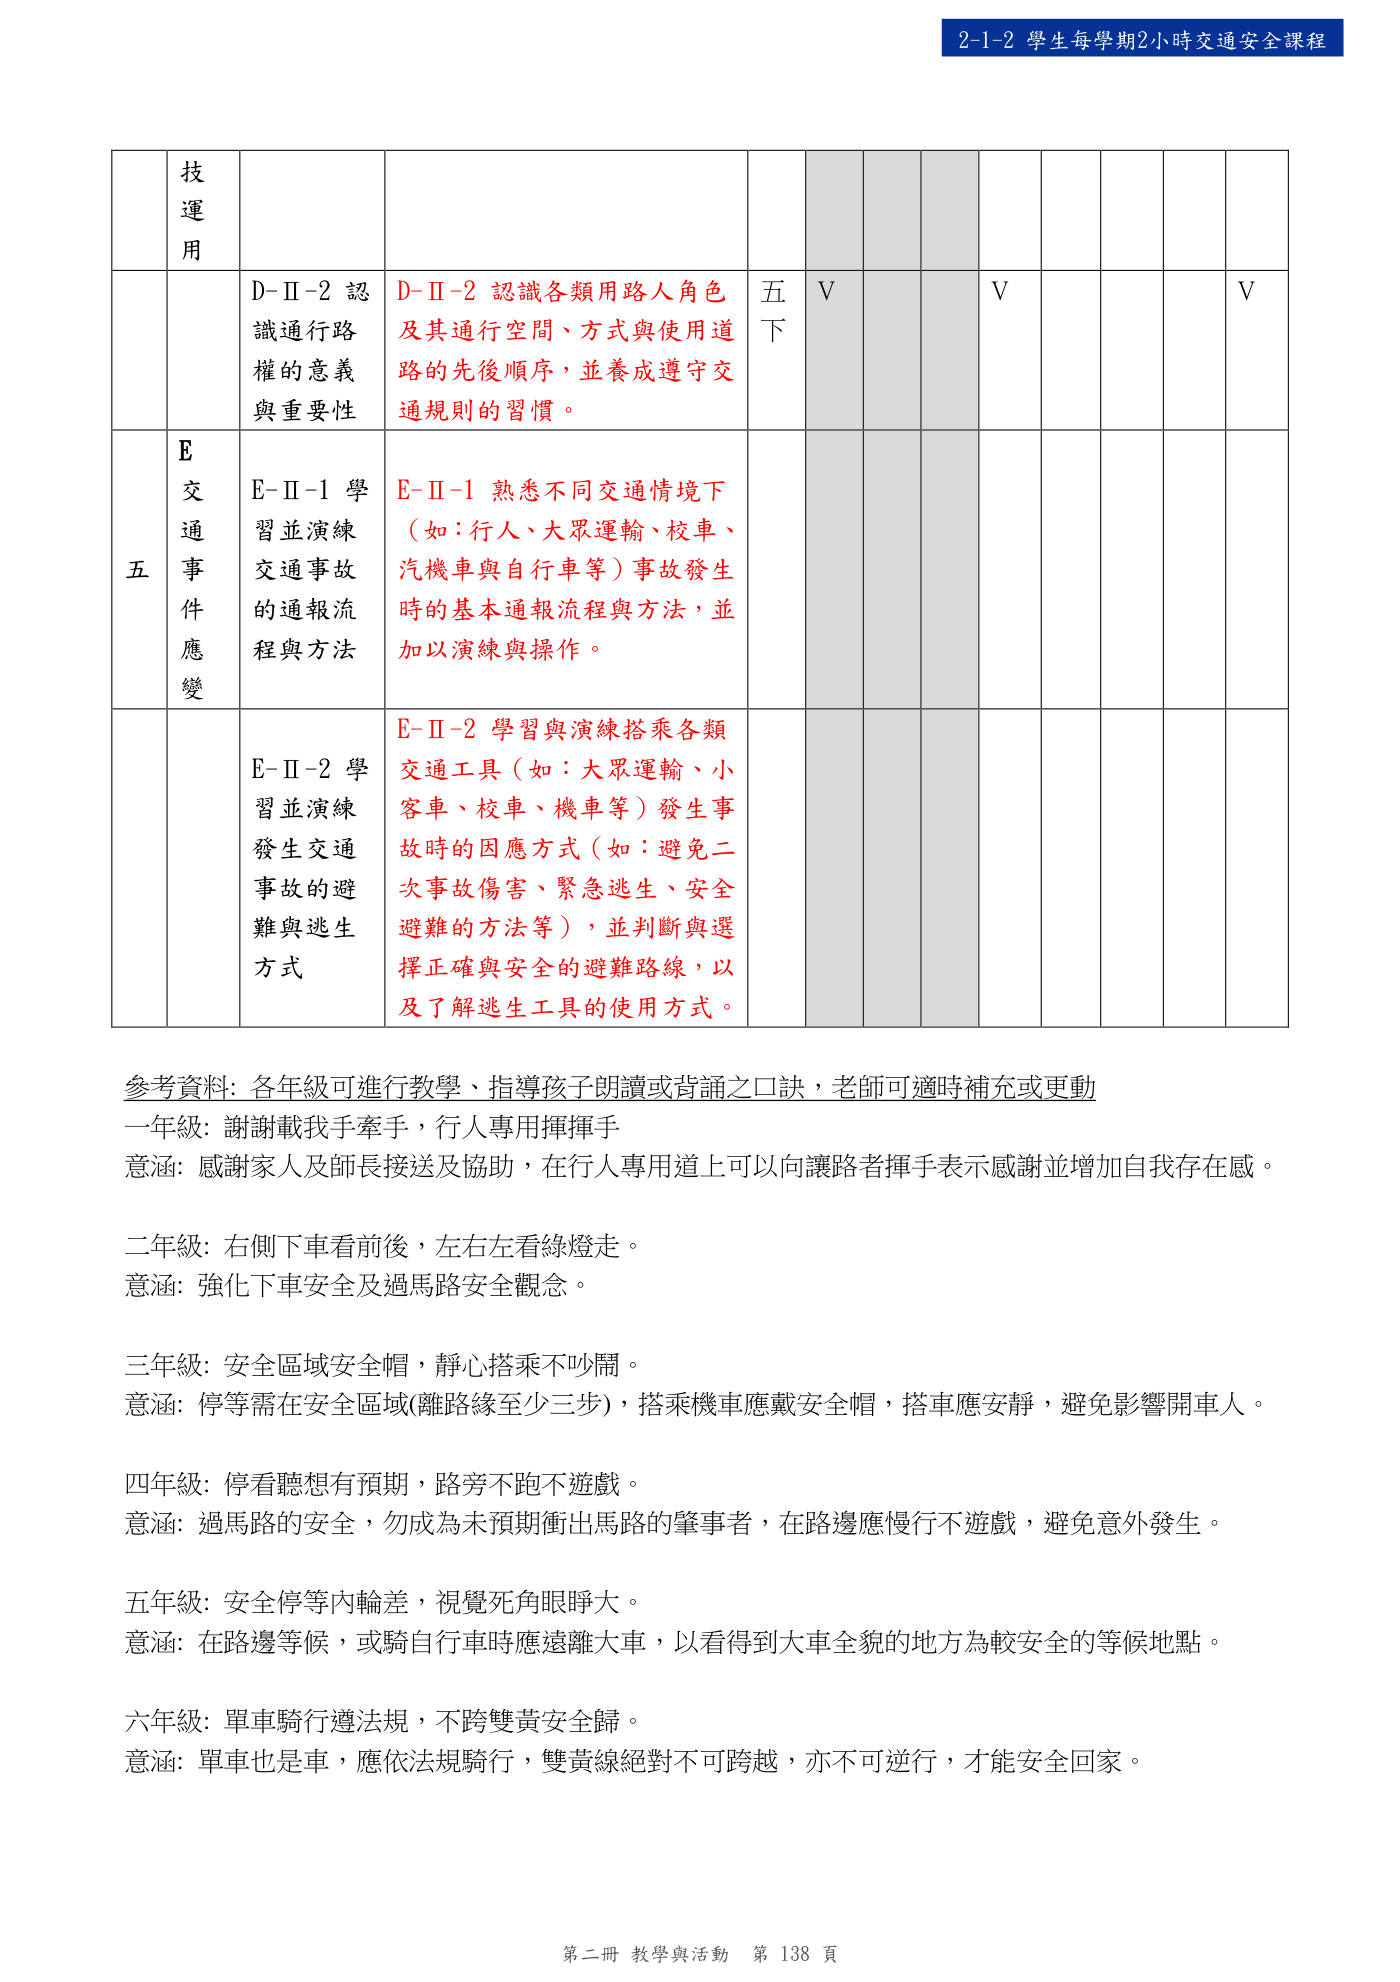 2-1-2 學生每學期2小時交通安全課程
技
運
用
D-Ⅱ-2 認
識通行路
權的意義
與重要性
D-Ⅱ-2 認識各類用路人角色
及其通行空間、方式與使用道
路的先後順序，並養成遵守交
通規則的習慣。
五
下
V
V
V
五
E
交
通
事
件
應
變
E-Ⅱ-1 學
習並演練
交通事故
的通報流
程與方法
E-Ⅱ-1 熟悉不同交通情境下
（如：行人、大眾運輸、校車、
汽機車與自行車等）事故發生
時的基本通報流程與方法，並
加以演練與操作。
E-Ⅱ-2 學
習並演練
發生交通
事故的避
難與逃生
方式
E-Ⅱ-2 學習與演練搭乘各類
交通工具（如：大眾運輸、小
客車、校車、機車等）發生事
故時的因應方式（如：避免二
次事故傷害、緊急逃生、安全
避難的方法等），並判斷與選
擇正確與安全的避難路線，以
及了解逃生工具的使用方式。
參考資料: 各年級可進行教學、指導孩子朗讀或背誦之口訣，老師可適時補充或更動
一年級: 謝謝載我手牽手，行人專用揮揮手
意涵: 感謝家人及師長接送及協助，在行人專用道上可以向讓路者揮手表示感謝並增加自我存在感。
二年級: 右側下車看前後，左右左看綠燈走。
意涵: 強化下車安全及過馬路安全觀念。
三年級: 安全區域安全帽，靜心搭乘不吵鬧。
意涵: 停等需在安全區域(離路緣至少三步)，搭乘機車應戴安全帽，搭車應安靜，避免影響開車人。
四年級: 停看聽想有預期，路旁不跑不遊戲。
意涵: 過馬路的安全，勿成為未預期衝出馬路的肇事者，在路邊應慢行不遊戲，避免意外發生。
五年級: 安全停等內輪差，視覺死角眼睜大。
意涵: 在路邊等候，或騎自行車時應遠離大車，以看得到大車全貌的地方為較安全的等候地點。
六年級: 單車騎行遵法規，不跨雙黃安全歸。
意涵: 單車也是車，應依法規騎行，雙黃線絕對不可跨越，亦不可逆行，才能安全回家。
第二冊 教學與活動 第 138 頁